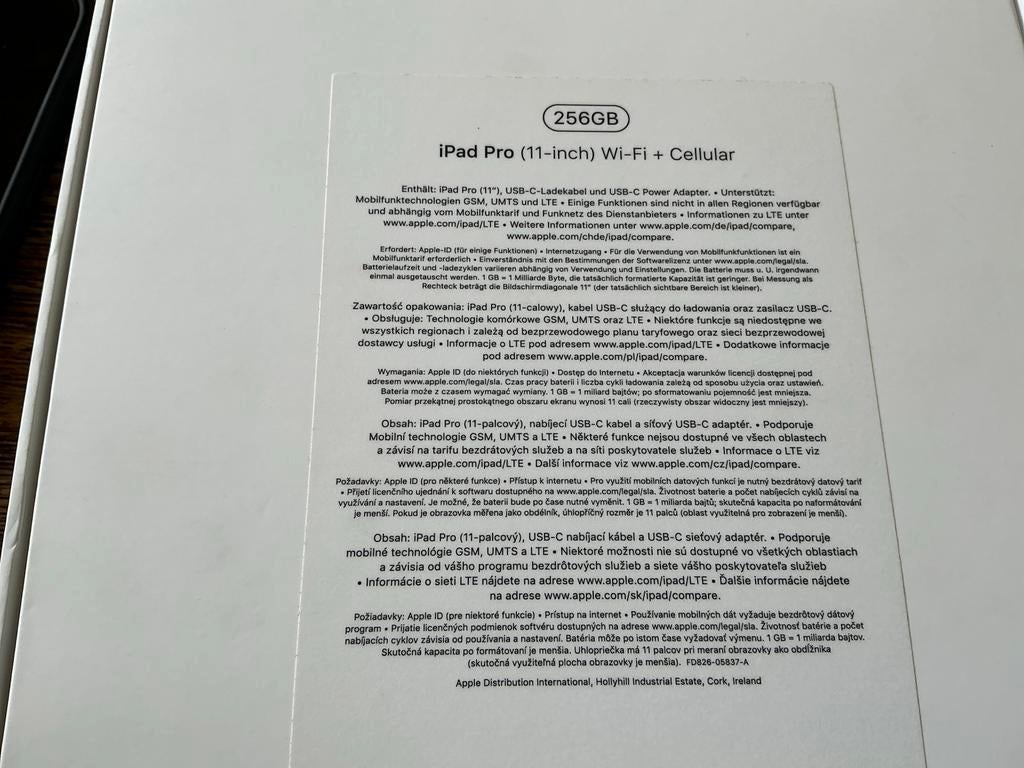 256GB
iPad Pro (11-inch) Wi-Fi + Cellular
Enthält: iPad Pro (11"), USB-C-Ladekabel und USB-C Power Adapter. • Unterstützt:
Mobilfunktechnologien GSM, UMTS und LTE • Einige Funktionen sind nicht in allen Regionen verfügbar
und abhängig vom Mobilfunktarif und Funknetz des Dienstanbieters • Informationen zu LTE unter
www.apple.com/ipad/LTE • Weitere Informationen unter www.apple.com/de/ipad/compare,
www.apple.com/chde/ipad/compare.
Erfordert: Apple-ID (für einige Funktionen) • Internetzugang • Für die Verwendung von Mobilfunkfunktionen ist ein
Mobilfunktarif erforderlich • Einverständnis mit den Bestimmungen der Softwarelizenz unter www.apple.com/legal/sla.
Batterielaufzeit und -ladezyklen variieren abhängig von Verwendung und Einstellungen. Die Batterie muss u. U. irgendwann
einmal ausgetauscht werden. 1 GB = 1 Milliarde Byte, die tatsächlich formatierte Kapazität ist geringer. Bei Messung als
Rechteck beträgt die Bildschirmdiagonale 11" (der tatsächlich sichtbare Bereich ist kleiner).
Zawartość opakowania: iPad Pro (11-calowy), kabel USB-C służący do ładowania oraz zasilacz USB-C.
• Obsługuje: Technologie komórkowe GSM, UMTS oraz LTE • Niektóre funkcje są niedostępne we
wszystkich regionach i zależą od bezprzewodowego planu taryfowego oraz sieci bezprzewodowej
dostawcy usługi • Informacje o LTE pod adresem www.apple.com/ipad/LTE • Dodatkowe informacje
pod adresem www.apple.com/pl/ipad/compare.
Wymagania: Apple ID (do niektórych funkcji) • Dostęp do Internetu • Akceptacja warunków licencji dostępnej pod
adresem www.apple.com/legal/sla. Czas pracy baterii i liczba cykli ładowania zależą od sposobu użycia oraz ustawień.
Bateria może z czasem wymagać wymiany. 1 GB = 1 miliard bajtów; po sformatowaniu pojemność jest mniejsza.
Pomiar przekątnej prostokątnego obszaru ekranu wynosi 11 cali (rzeczywisty obszar widoczny jest mniejszy).
Obsah: iPad Pro (11-palcový), nabíjecí USB-C kabel a síťový USB-C adaptér. • Podporuje
Mobilní technologie GSM, UMTS a LTE • Některé funkce nejsou dostupné ve všech oblastech
a závisí na tarifu bezdrátových služeb a na síti poskytovatele služeb • Informace o LTE viz
www.apple.com/ipad/LTE • Další informace viz www.apple.com/cz/ipad/compare.
Požadavky: Apple ID (pro některé funkce) • Přístup k internetu • Pro využití mobilních datových funkcí je nutný bezdrátový datový tarif
• Přijetí licenčního ujednání k softwaru dostupného na www.apple.com/legal/sla. Životnost baterie a počet nabíjecích cyklů závisí na
využívání a nastavení. Je možné, že baterii bude po čase nutné vyměnit. 1 GB = 1 miliarda bajtů; skutečná kapacita po naformátování
je menší. Pokud je obrazovka měřena jako obdélník, úhlopříčný rozměr je 11 palců (oblast využitelná pro zobrazení je menší).
Obsah: iPad Pro (11-palcový), USB-C nabíjací kábel a USB-C sieťový adaptér. • Podporuje
mobilné technológie GSM, UMTS a LTE • Niektoré možnosti nie sú dostupné vo všetkých oblastiach
a závisia od vášho programu bezdrôtových služieb a siete vášho poskytovateľa služieb
• Informácie o sieti LTE nájdete na adrese www.apple.com/ipad/LTE • Ďalšie informácie nájdete
na adrese www.apple.com/sk/ipad/compare.
Požiadavky: Apple ID (pre niektoré funkcie) • Prístup na internet • Používanie mobilných dát vyžaduje bezdrôtový dátový
program • Prijatie licenčných podmienok softvéru dostupných na adrese www.apple.com/legal/sla. Životnosť batérie a počet
nabíjacích cyklov závisia od používania a nastavení. Batéria môže po istom čase vyžadovať výmenu. 1 GB = 1 miliarda bajtov.
Skutočná kapacita po formátovaní je menšia. Uhlopriečka má 11 palcov pri meraní obrazovky ako obdĺžnika
(skutočná využiteľná plocha obrazovky je menšia). FD826-05837-A
Apple Distribution International, Hollyhill Industrial Estate, Cork, Ireland